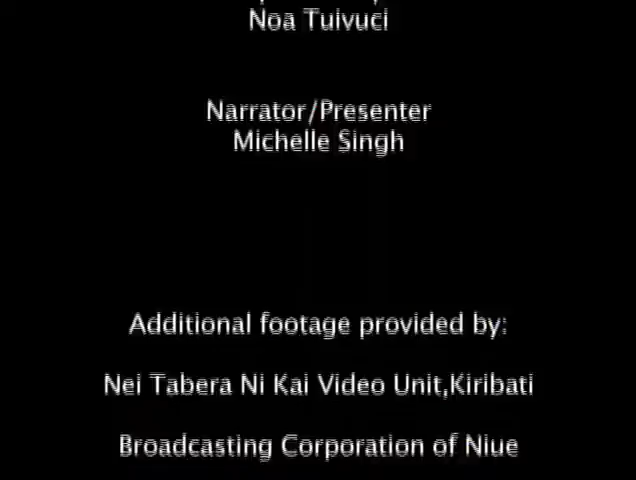 Noa Tuivuci
Narrator/Presenter
Michelle Singh
Additional footage provided by:
Nei Tabera Ni Kai Video Unit,Kiribati
Broadcasting Corporation of Niue